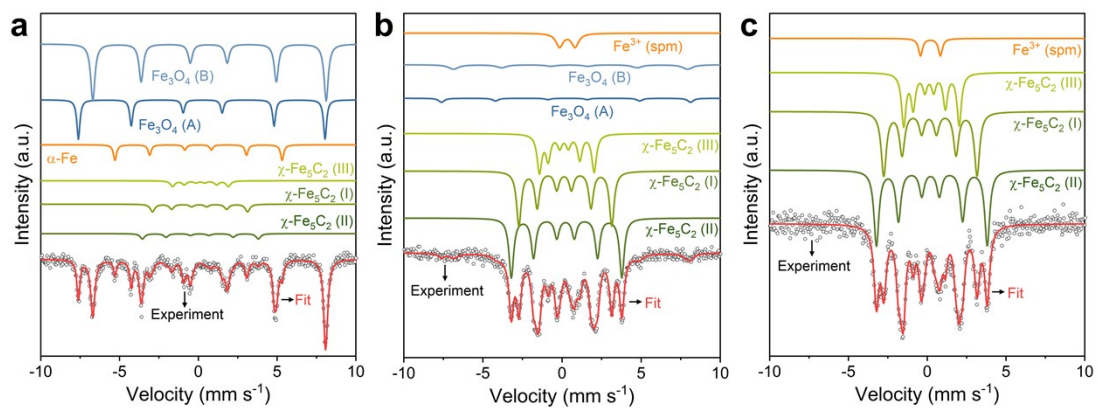 a
Intensity (a.u.)
Fe₃O₄ (B)
Fe₃O₄ (A)
α-Fe
χ-Fe₅C₂ (III)
χ-Fe₅C₂ (I)
χ-Fe₅C₂ (II)
Experiment
Fit
-10 -5 0 5 10
Velocity (mm s⁻¹)
b
Intensity (a.u.)
Fe³⁺ (spm)
Fe₃O₄ (B)
Fe₃O₄ (A)
χ-Fe₅C₂ (III)
χ-Fe₅C₂ (I)
χ-Fe₅C₂ (II)
Experiment
Fit
-10 -5 0 5 10
Velocity (mm s⁻¹)
c
Intensity (a.u.)
Fe³⁺ (spm)
χ-Fe₅C₂ (III)
χ-Fe₅C₂ (I)
χ-Fe₅C₂ (II)
Experiment
Fit
-10 -5 0 5 10
Velocity (mm s⁻¹)